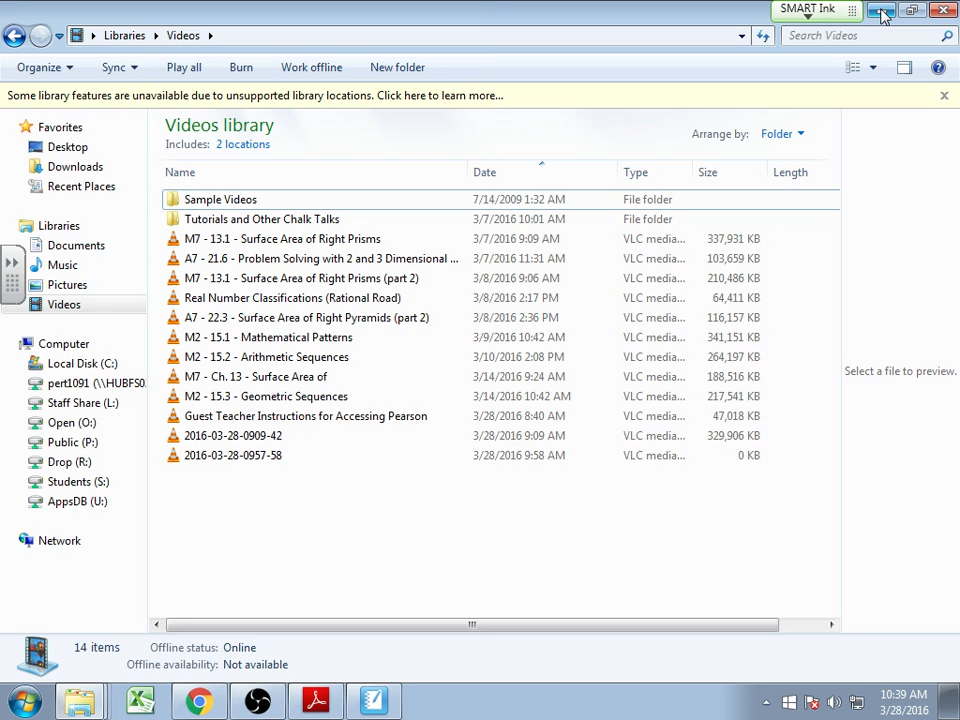 SMART Ink
Libraries Videos
Search Videos
Organize Sync Play all Burn Work offline New folder
Some library features are unavailable due to unsupported library locations. Click here to learn more...
Favorites
Desktop
Downloads
Recent Places
Libraries
Documents
Music
Pictures
Videos
Computer
Local Disk (C:)
pert1091 (\\HUBFS0
Staff Share (L:)
Open (O:)
Public (P:)
Drop (R:)
Students (S:)
AppsDB (U:)
Network
Videos library
Includes: 2 locations
Arrange by: Folder
Name Date Type Size Length
Sample Videos 7/14/2009 1:32 AM File folder
Tutorials and Other Chalk Talks 3/7/2016 10:01 AM File folder
M7 - 13.1 - Surface Area of Right Prisms 3/7/2016 9:09 AM VLC media... 337,931 KB
A7 - 21.6 - Problem Solving with 2 and 3 Dimensional ... 3/7/2016 11:31 AM VLC media... 103,659 KB
M7 - 13.1 - Surface Area of Right Prisms (part 2) 3/8/2016 9:06 AM VLC media... 210,486 KB
Real Number Classifications (Rational Road) 3/8/2016 2:17 PM VLC media... 64,411 KB
A7 - 22.3 - Surface Area of Right Pyramids (part 2) 3/8/2016 2:36 PM VLC media... 116,157 KB
M2 - 15.1 - Mathematical Patterns 3/9/2016 10:42 AM VLC media... 341,151 KB
M2 - 15.2 - Arithmetic Sequences 3/10/2016 2:08 PM VLC media... 264,197 KB
M7 - Ch. 13 - Surface Area of 3/14/2016 9:24 AM VLC media... 188,516 KB
M2 - 15.3 - Geometric Sequences 3/14/2016 10:42 AM VLC media... 217,541 KB
Guest Teacher Instructions for Accessing Pearson 3/28/2016 8:40 AM VLC media... 47,018 KB
2016-03-28-0909-42 3/28/2016 9:09 AM VLC media... 329,906 KB
2016-03-28-0957-58 3/28/2016 9:58 AM VLC media... 0 KB
Select a file to preview.
14 items Offline status: Online
Offline availability: Not available
10:39 AM
3/28/2016